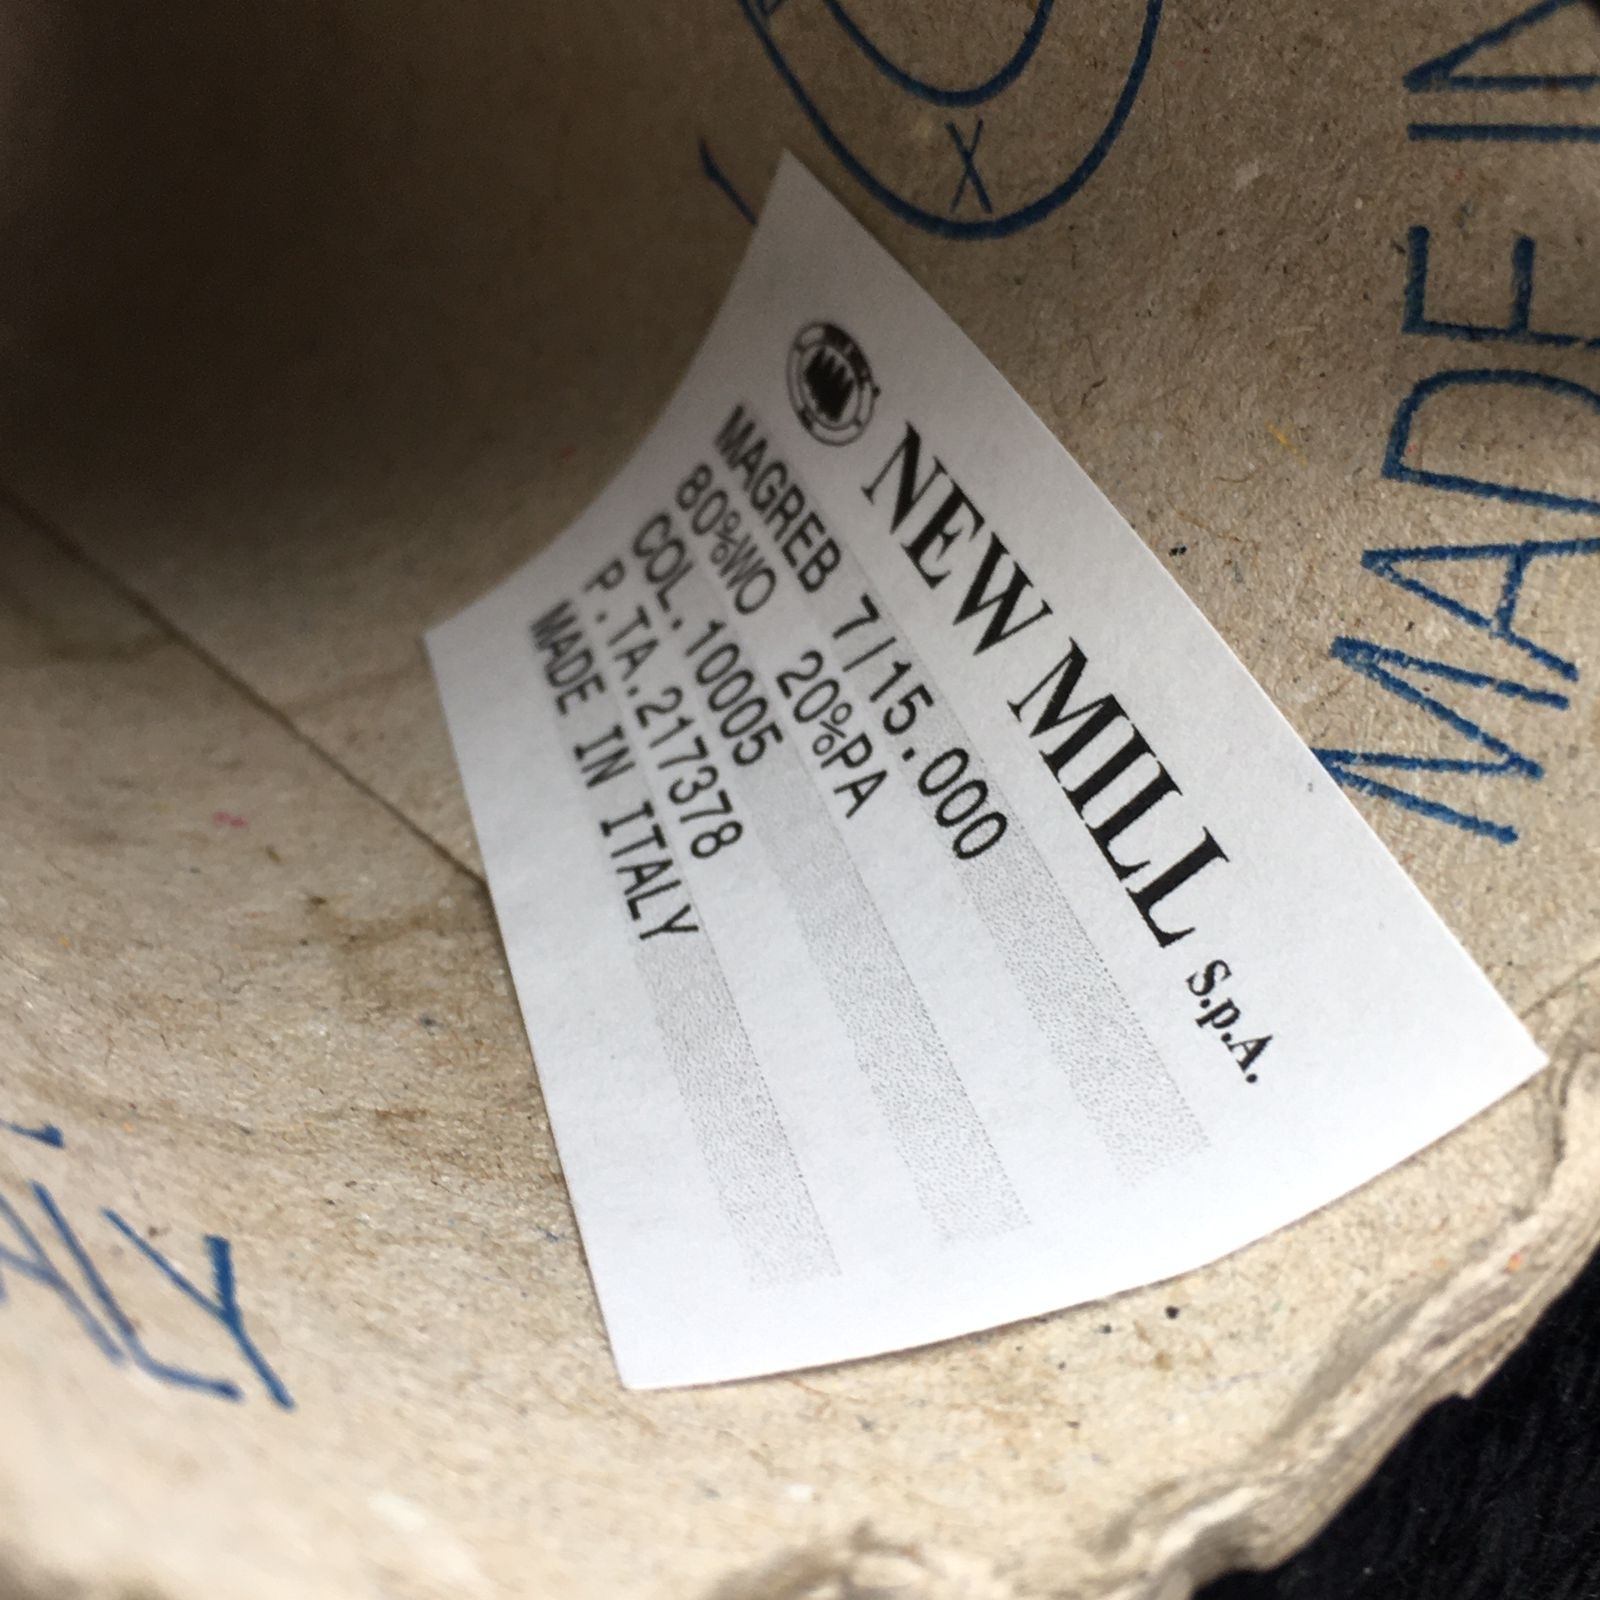 NEW MILL S.p.A.
MAGREB 7/15.000
80%WO 20%PA
COL.10005
P.TA.217378
MADE IN ITALY
X
MADE IN
ALY